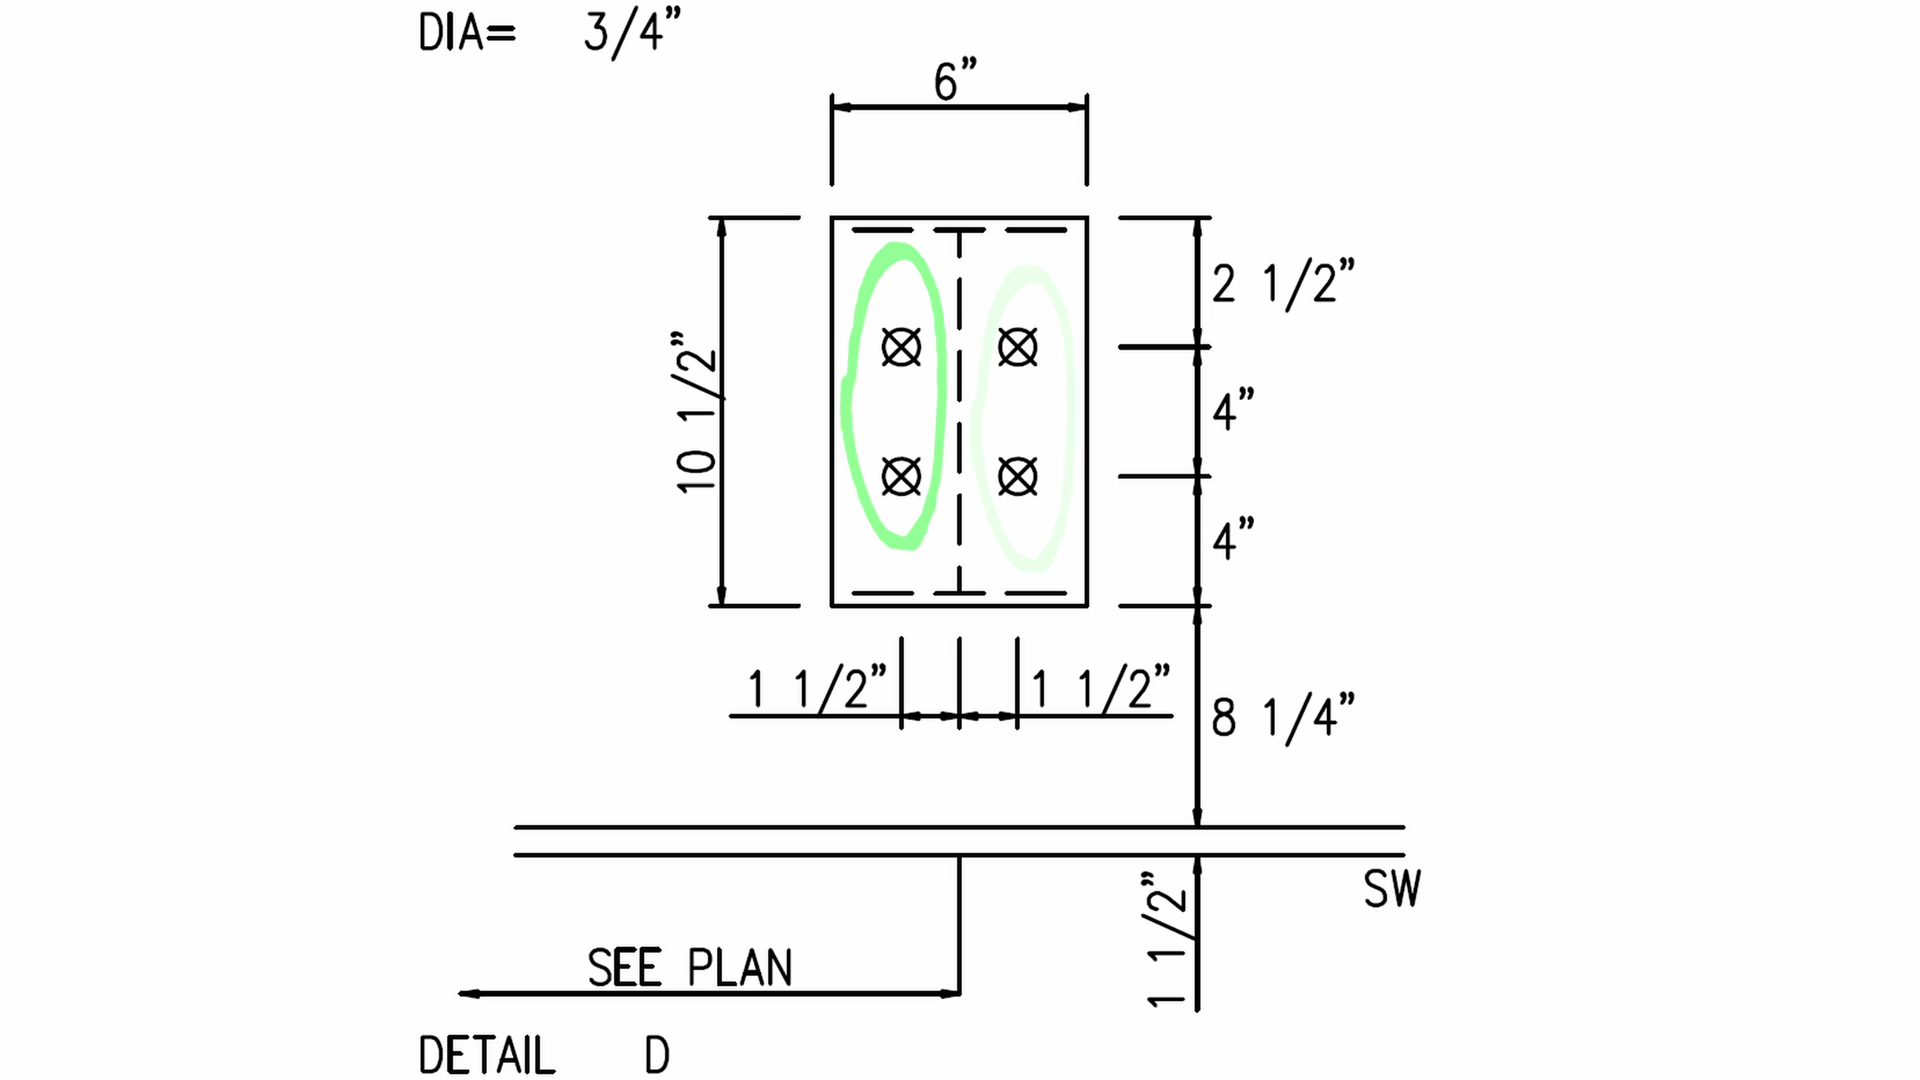 DIA= 3/4”
6”
2 1/2”
10 1/2”
4”
4”
1 1/2” 1 1/2”
8 1/4”
SW
1 1/2”
SEE PLAN
DETAIL D